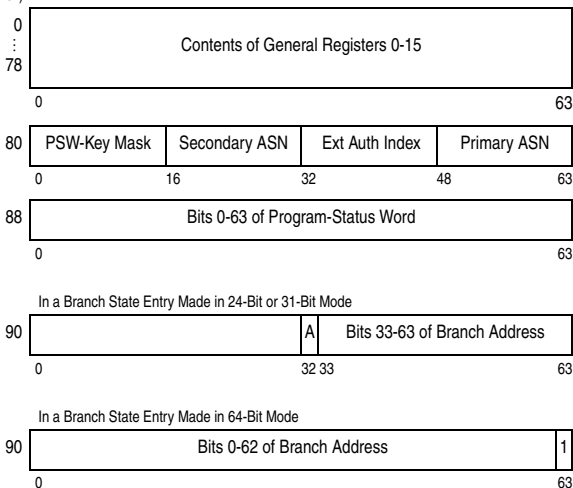 0
⋮
78
Contents of General Registers 0-15
0 63
80 PSW-Key Mask Secondary ASN Ext Auth Index Primary ASN
0 16 32 48 63
88 Bits 0-63 of Program-Status Word
0 63
In a Branch State Entry Made in 24-Bit or 31-Bit Mode
90 A Bits 33-63 of Branch Address
0 32 33 63
In a Branch State Entry Made in 64-Bit Mode
90 Bits 0-62 of Branch Address 1
0 63